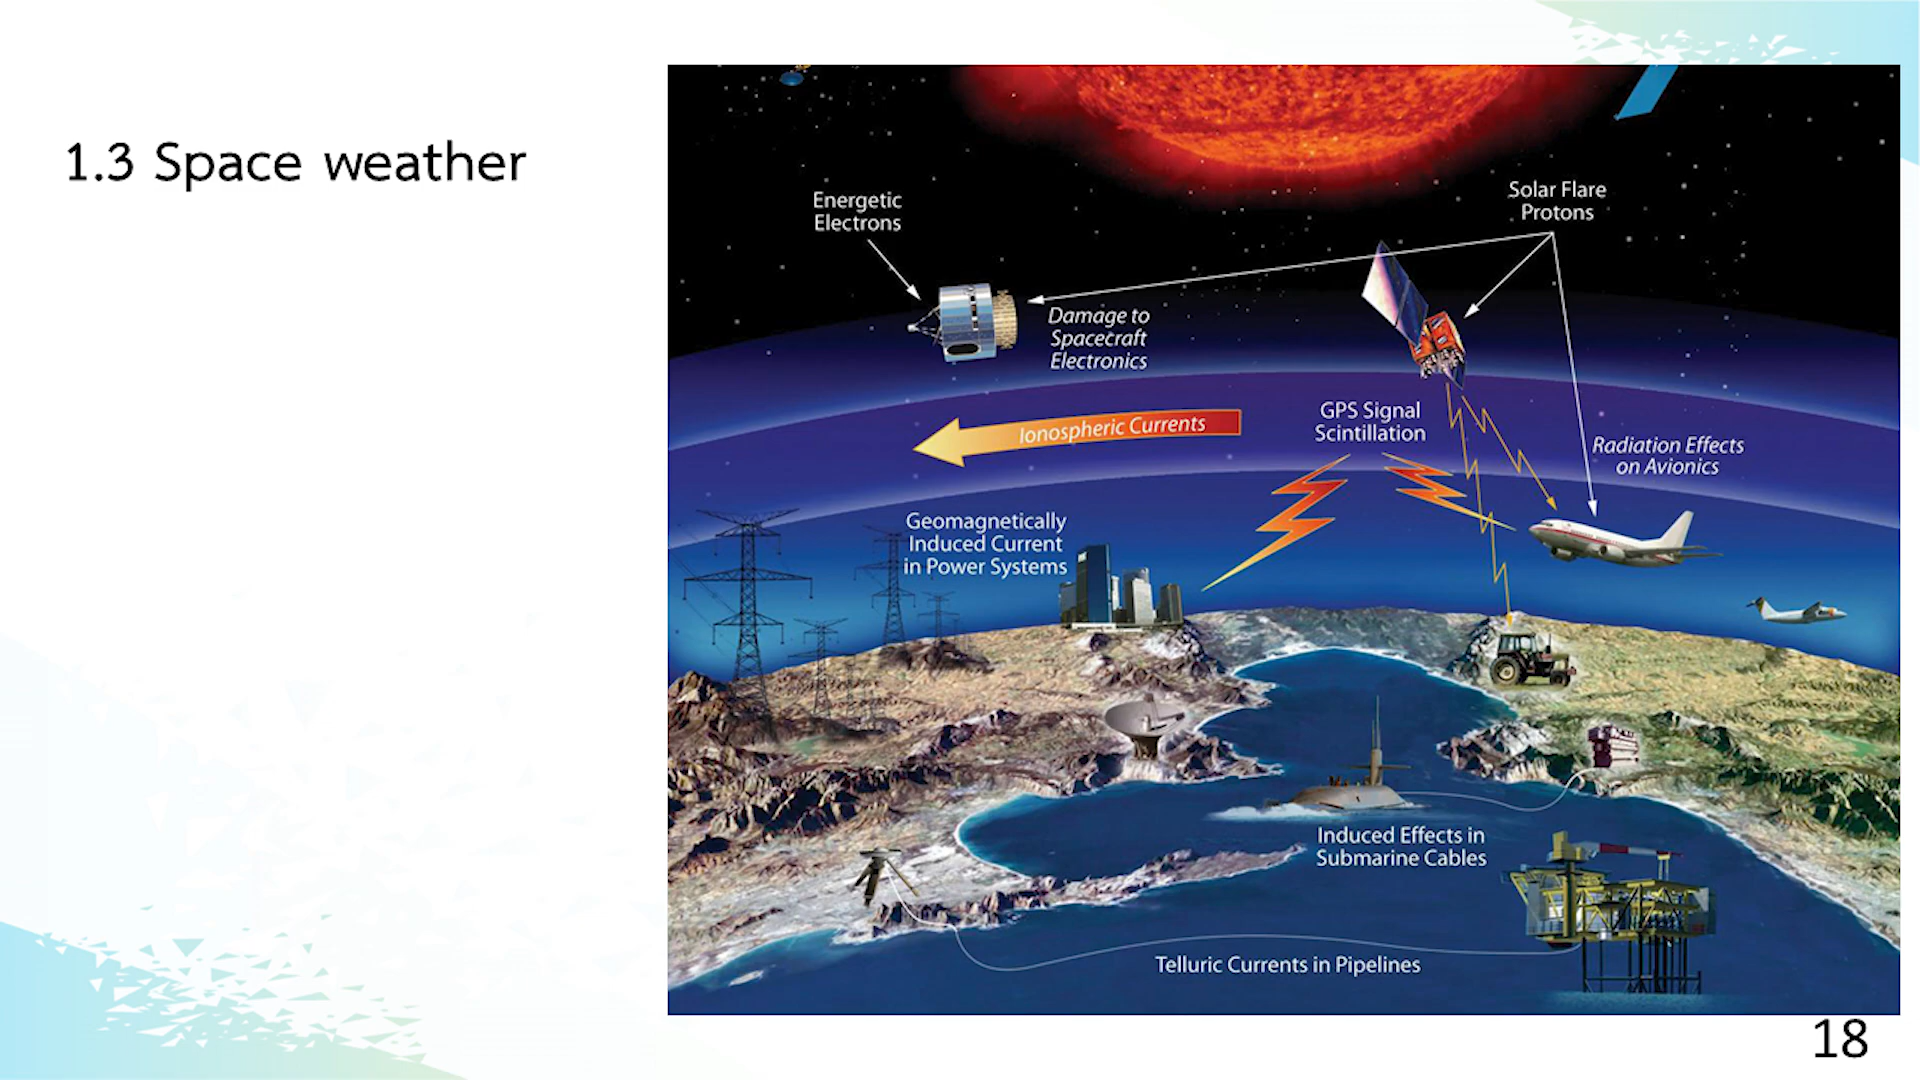 1.3 Space weather
Energetic
Electrons
Solar Flare
Protons
Damage to
Spacecraft
Electronics
Ionospheric Currents
GPS Signal
Scintillation
Radiation Effects
on Avionics
Geomagnetically
Induced Current
in Power Systems
Induced Effects in
Submarine Cables
Telluric Currents in Pipelines
18